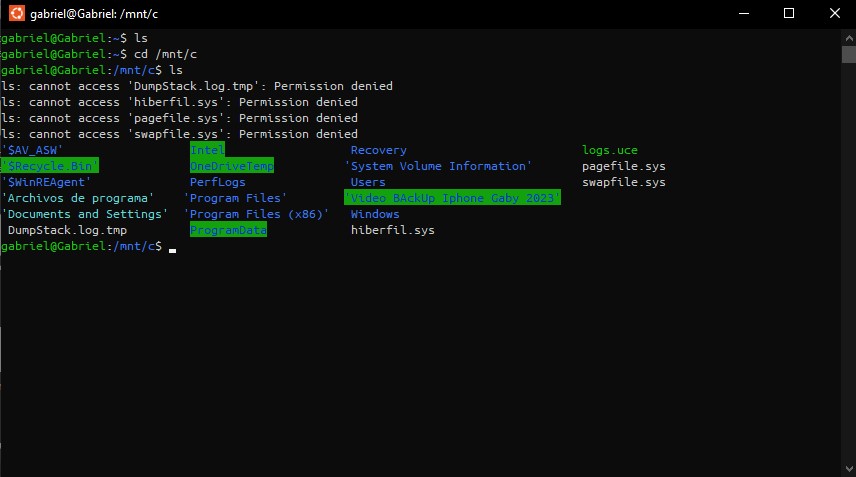 gabriel@Gabriel: /mnt/c
gabriel@Gabriel:~$ ls
gabriel@Gabriel:~$ cd /mnt/c
gabriel@Gabriel:/mnt/c$ ls
ls: cannot access 'DumpStack.log.tmp': Permission denied
ls: cannot access 'hiberfil.sys': Permission denied
ls: cannot access 'pagefile.sys': Permission denied
ls: cannot access 'swapfile.sys': Permission denied
'$AV_ASW' Intel Recovery logs.uce
'$Recycle.Bin' OneDriveTemp 'System Volume Information' pagefile.sys
'$WinREAgent' PerfLogs Users swapfile.sys
'Archivos de programa' 'Program Files' 'Video BAckUp Iphone Gaby 2023'
'Documents and Settings' 'Program Files (x86)' Windows
DumpStack.log.tmp ProgramData hiberfil.sys
gabriel@Gabriel:/mnt/c$